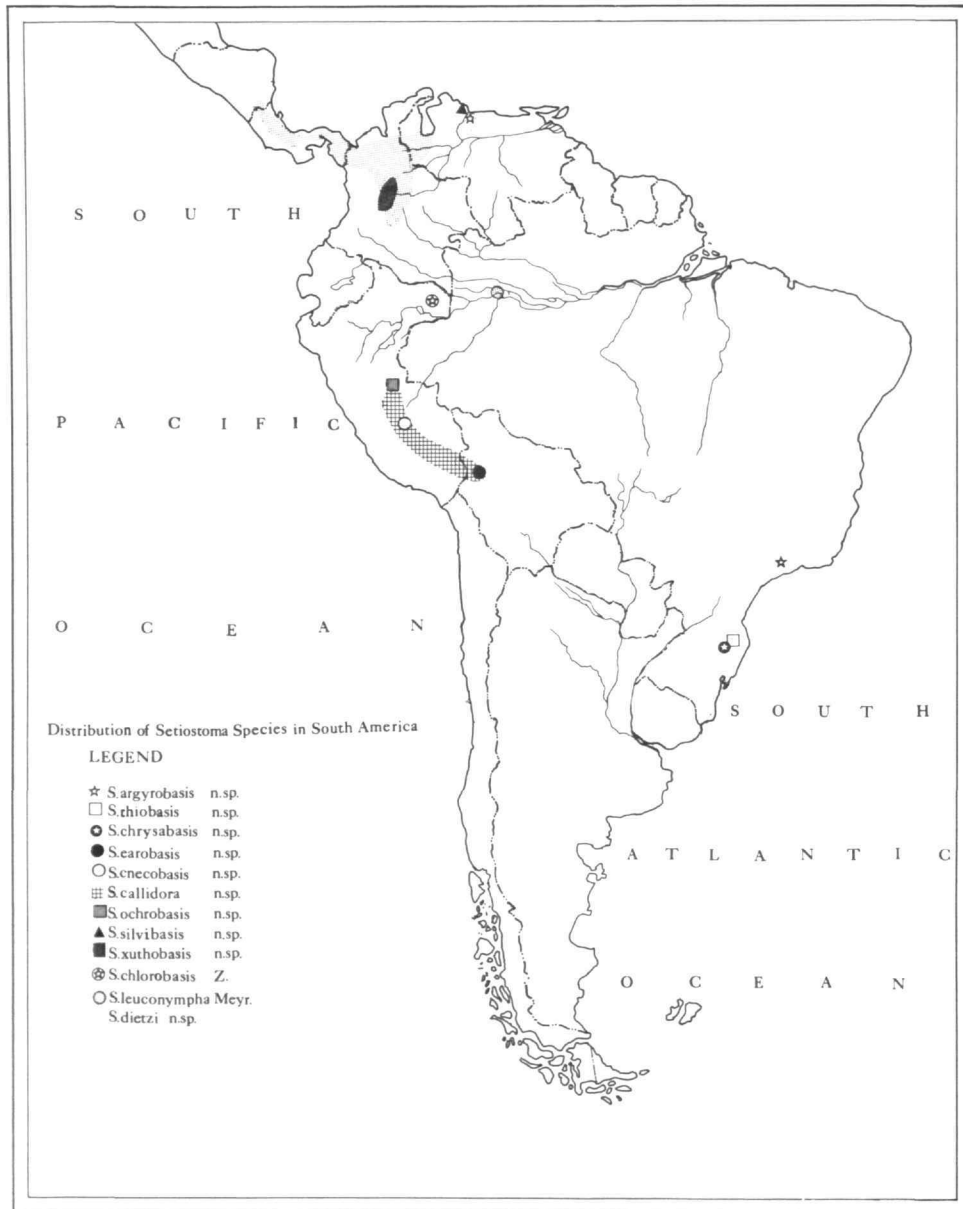 S O U T H
P A C I F I C
O C E A N
S O U T H
A T L A N T I C
O C E A N
Distribution of Setiostoma Species in South America
LEGEND
S.argyrobasis n.sp.
S.thiobasis n.sp.
S.chrysabasis n.sp.
S.earobasis n.sp.
S.cnecobasis n.sp.
S.callidora n.sp.
S.ochrobasis n.sp.
S.silvibasis n.sp.
S.xuthobasis n.sp.
S.chlorobasis Z.
S.leuconympha Meyr.
S.dietzi n.sp.